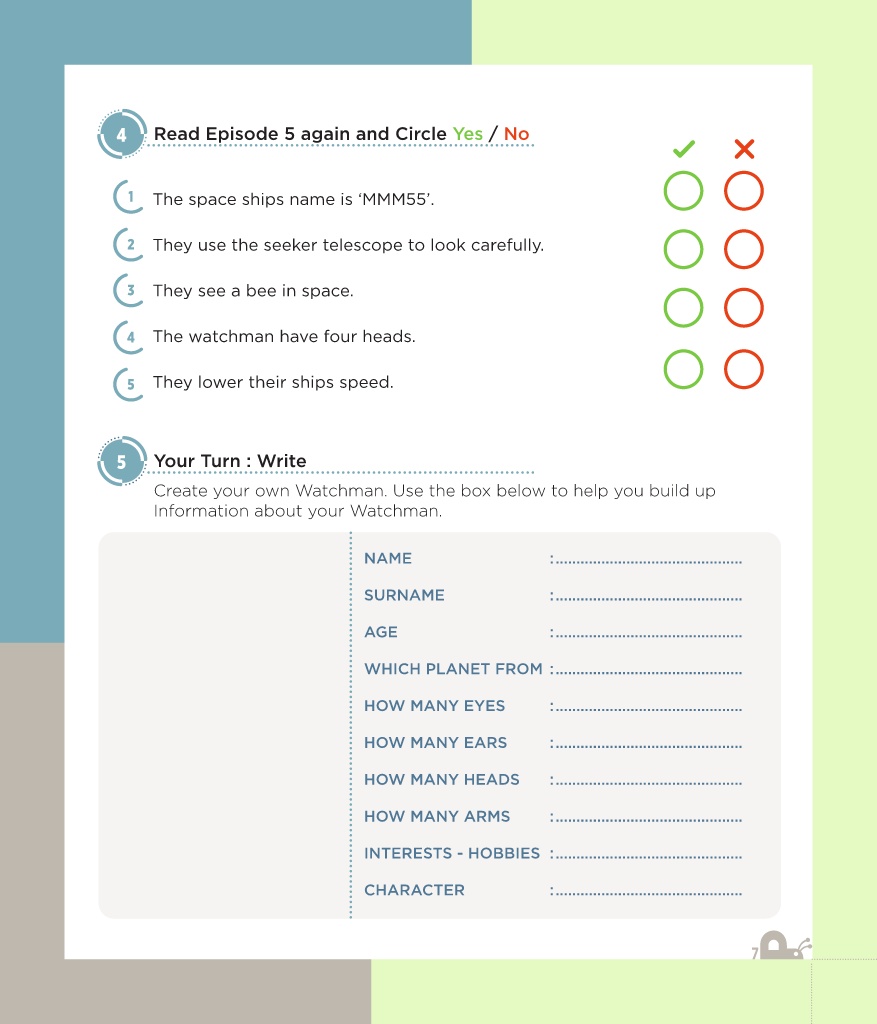 4 Read Episode 5 again and Circle Yes / No
1 The space ships name is ‘MMM55’.
2 They use the seeker telescope to look carefully.
3 They see a bee in space.
4 The watchman have four heads.
5 They lower their ships speed.
5 Your Turn : Write
Create your own Watchman. Use the box below to help you build up
Information about your Watchman.
NAME :.............................................
SURNAME :.............................................
AGE :.............................................
WHICH PLANET FROM :.............................................
HOW MANY EYES :.............................................
HOW MANY EARS :.............................................
HOW MANY HEADS :.............................................
HOW MANY ARMS :.............................................
INTERESTS - HOBBIES :.............................................
CHARACTER :.............................................
7